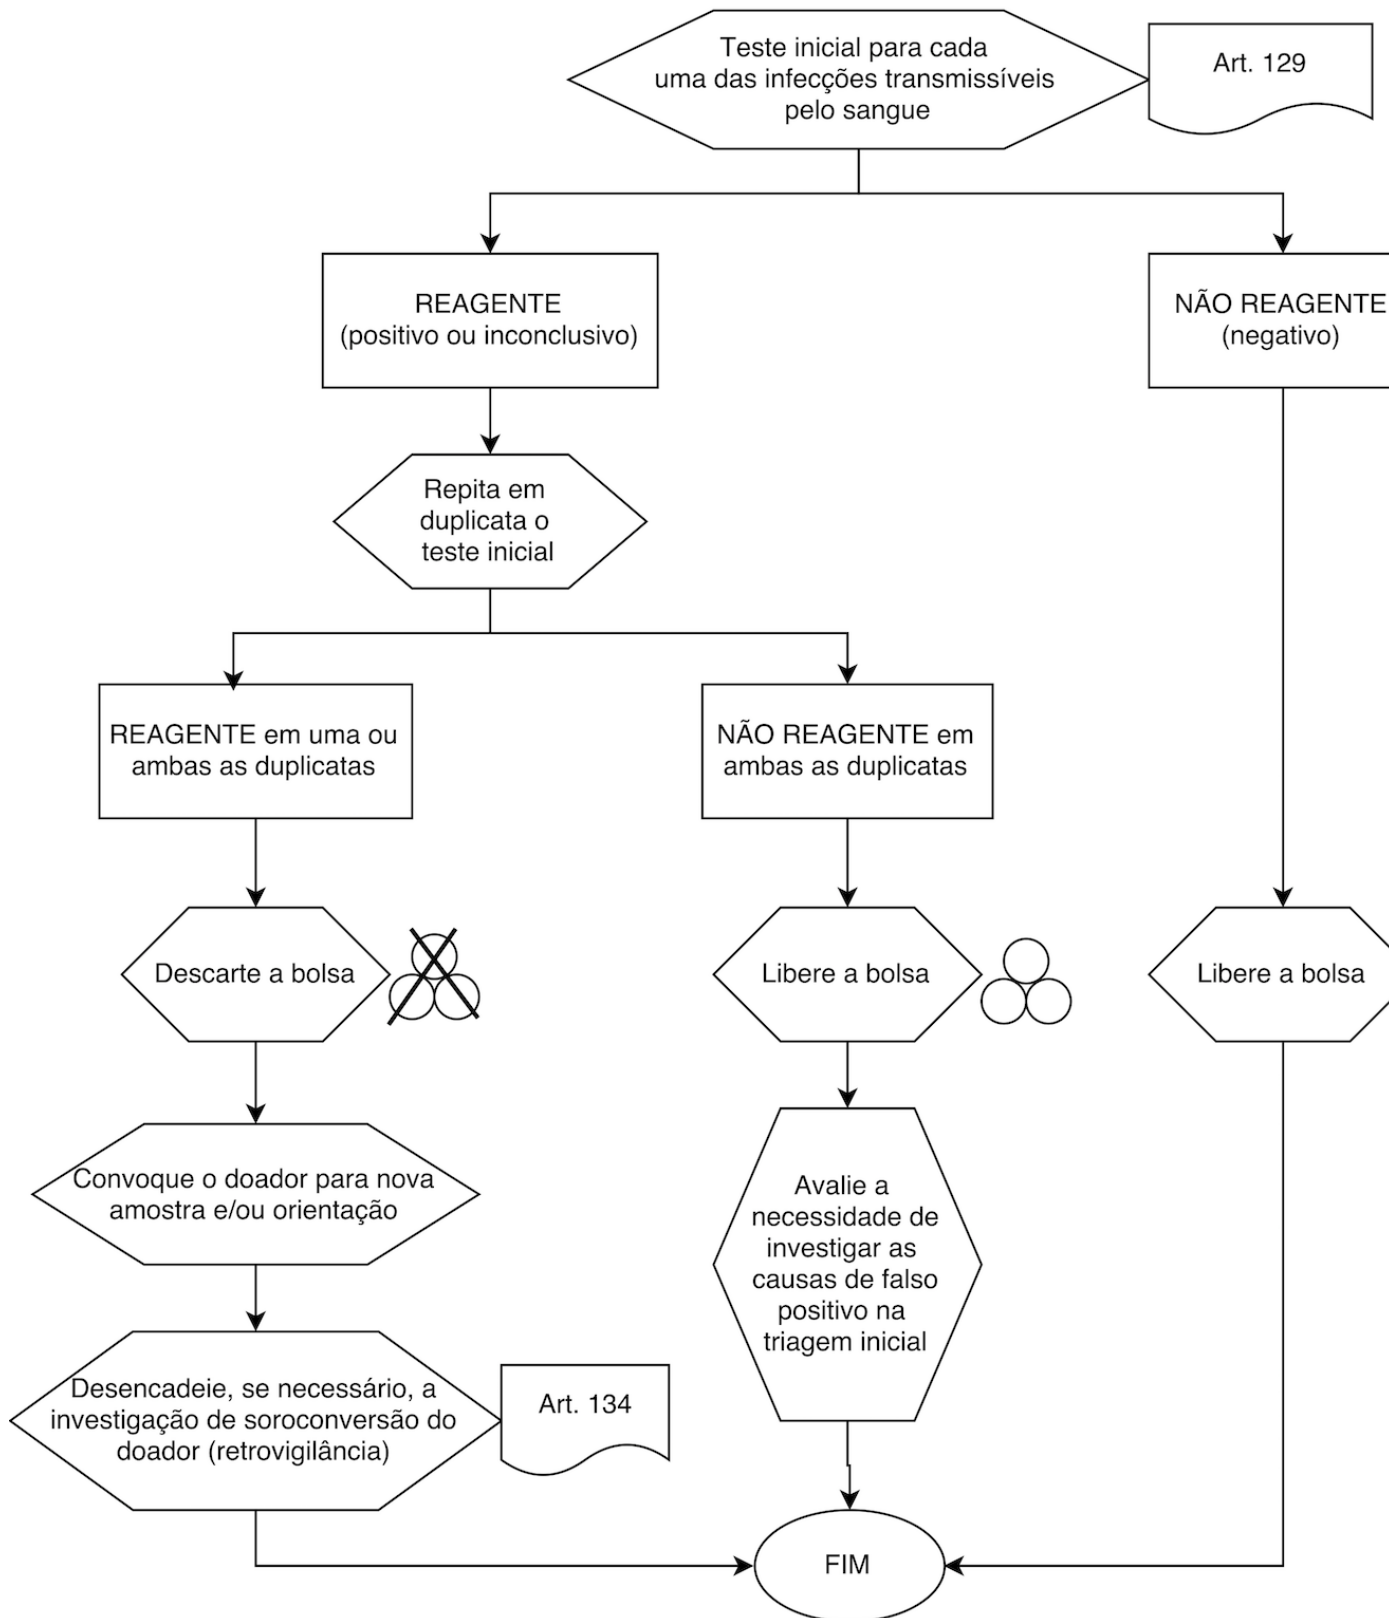 Teste inicial para cada
uma das infecções transmissíveis
pelo sangue
Art. 129
REAGENTE
(positivo ou inconclusivo)
NÃO REAGENTE
(negativo)
Repita em
duplicata o
teste inicial
REAGENTE em uma ou
ambas as duplicatas
NÃO REAGENTE em
ambas as duplicatas
Descarte a bolsa
Libere a bolsa
Libere a bolsa
Convoque o doador para nova
amostra e/ou orientação
Avalie a
necessidade de
investigar as
causas de falso
positivo na
triagem inicial
Desencadeie, se necessário, a
investigação de soroconversão do
doador (retrovigilância)
Art. 134
FIM